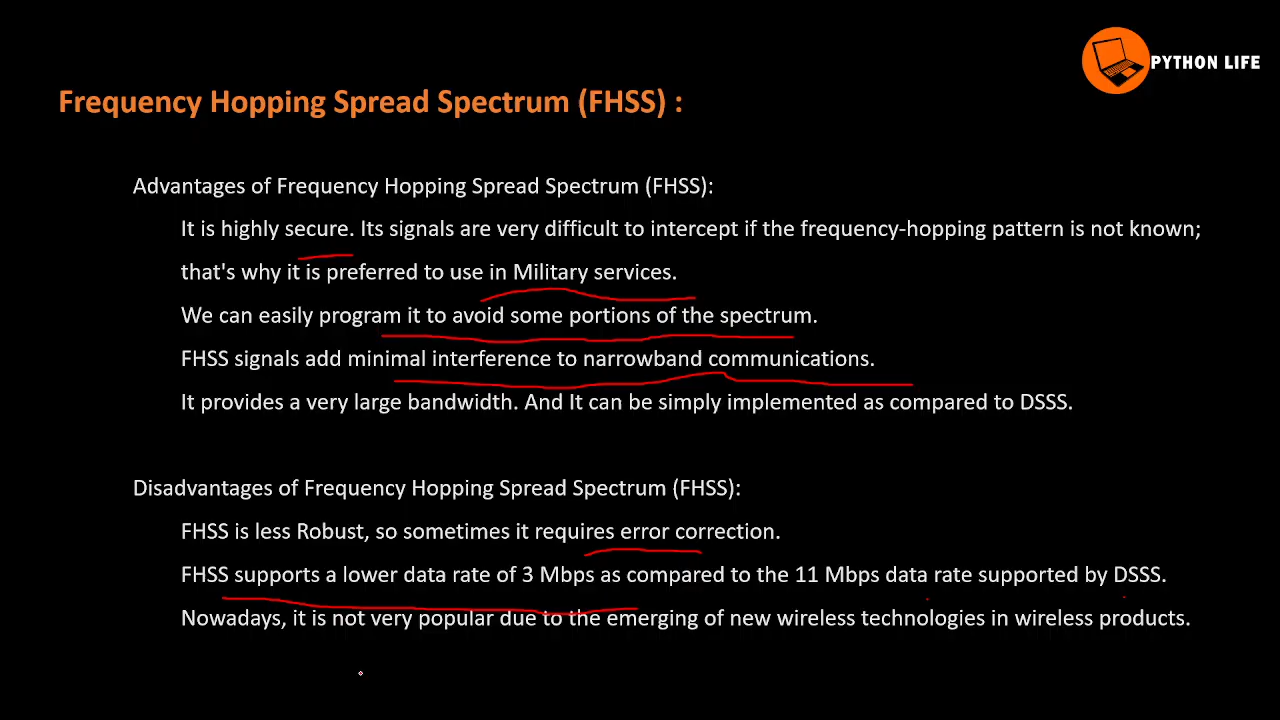 PYTHON LIFE
Frequency Hopping Spread Spectrum (FHSS) :
Advantages of Frequency Hopping Spread Spectrum (FHSS):
It is highly secure. Its signals are very difficult to intercept if the frequency-hopping pattern is not known;
that's why it is preferred to use in Military services.
We can easily program it to avoid some portions of the spectrum.
FHSS signals add minimal interference to narrowband communications.
It provides a very large bandwidth. And It can be simply implemented as compared to DSSS.
Disadvantages of Frequency Hopping Spread Spectrum (FHSS):
FHSS is less Robust, so sometimes it requires error correction.
FHSS supports a lower data rate of 3 Mbps as compared to the 11 Mbps data rate supported by DSSS.
Nowadays, it is not very popular due to the emerging of new wireless technologies in wireless products.